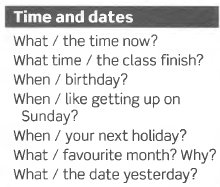 Time and dates
What / the time now?
What time / the class finish?
When / birthday?
When / like getting up on
Sunday?
When / your next holiday?
What / favourite month? Why?
What / the date yesterday?